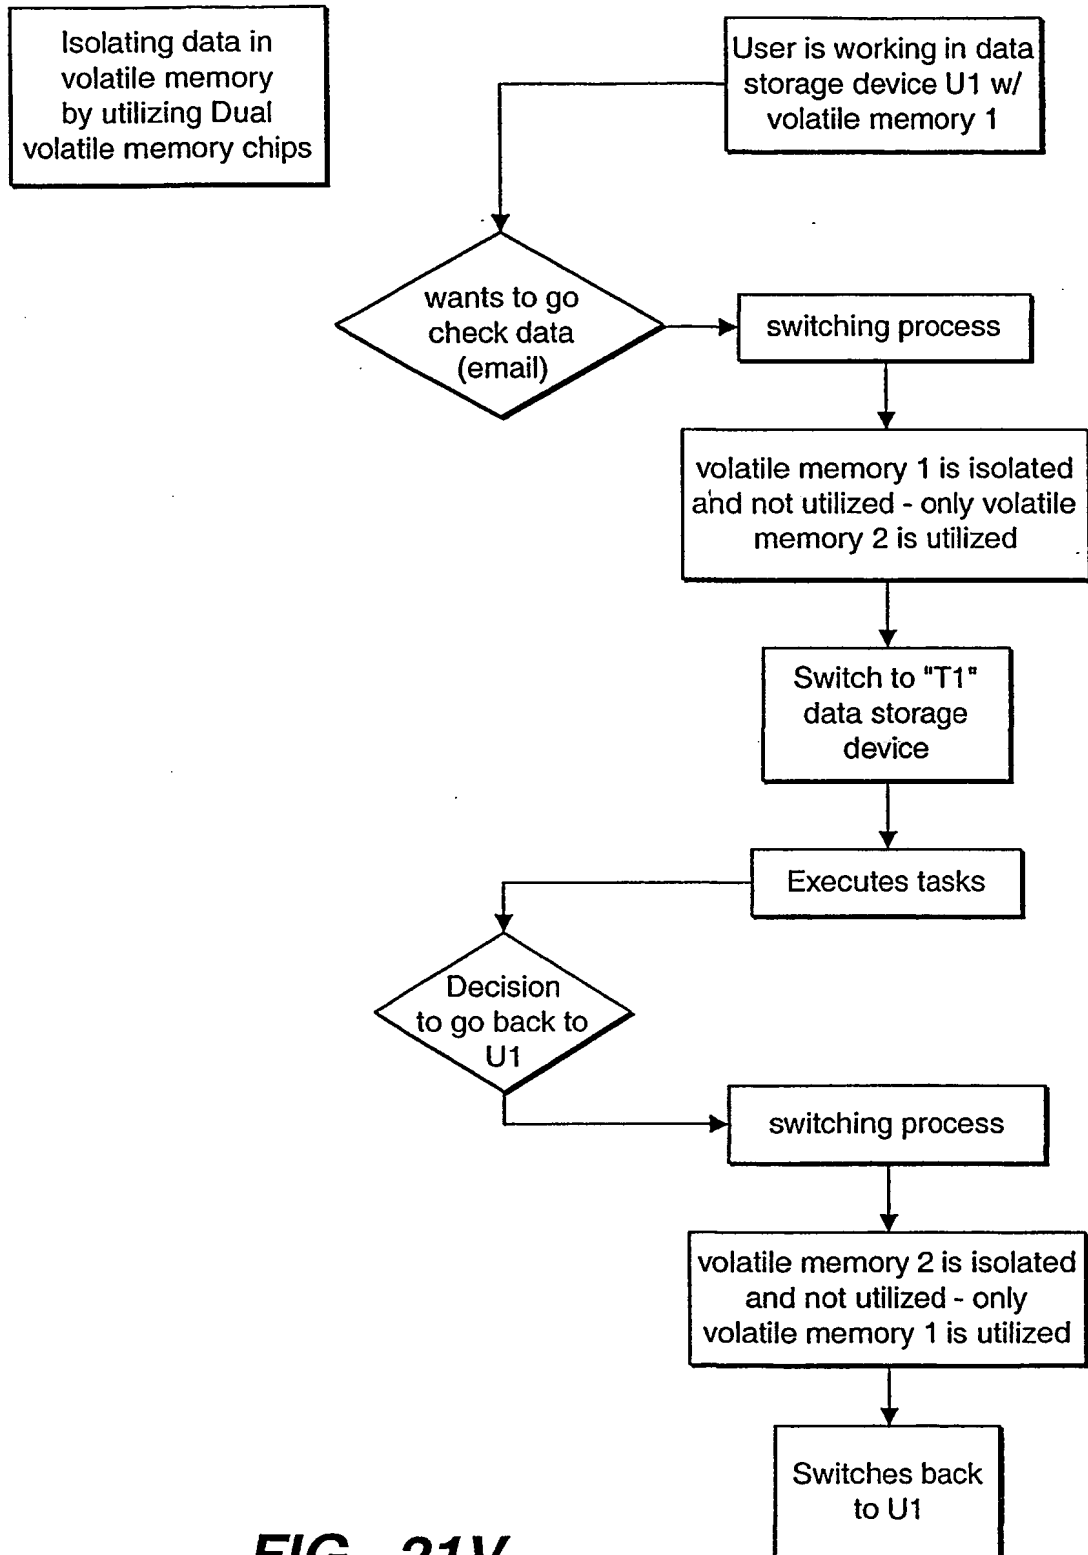 Isolating data in
volatile memory
by utilizing Dual
volatile memory chips
User is working in data
storage device U1 w/
volatile memory 1
wants to go
check data
(email)
switching process
volatile memory 1 is isolated
and not utilized - only volatile
memory 2 is utilized
Switch to "T1"
data storage
device
Executes tasks
Decision
to go back to
U1
switching process
volatile memory 2 is isolated
and not utilized - only
volatile memory 1 is utilized
Switches back
to U1
FIG._21V